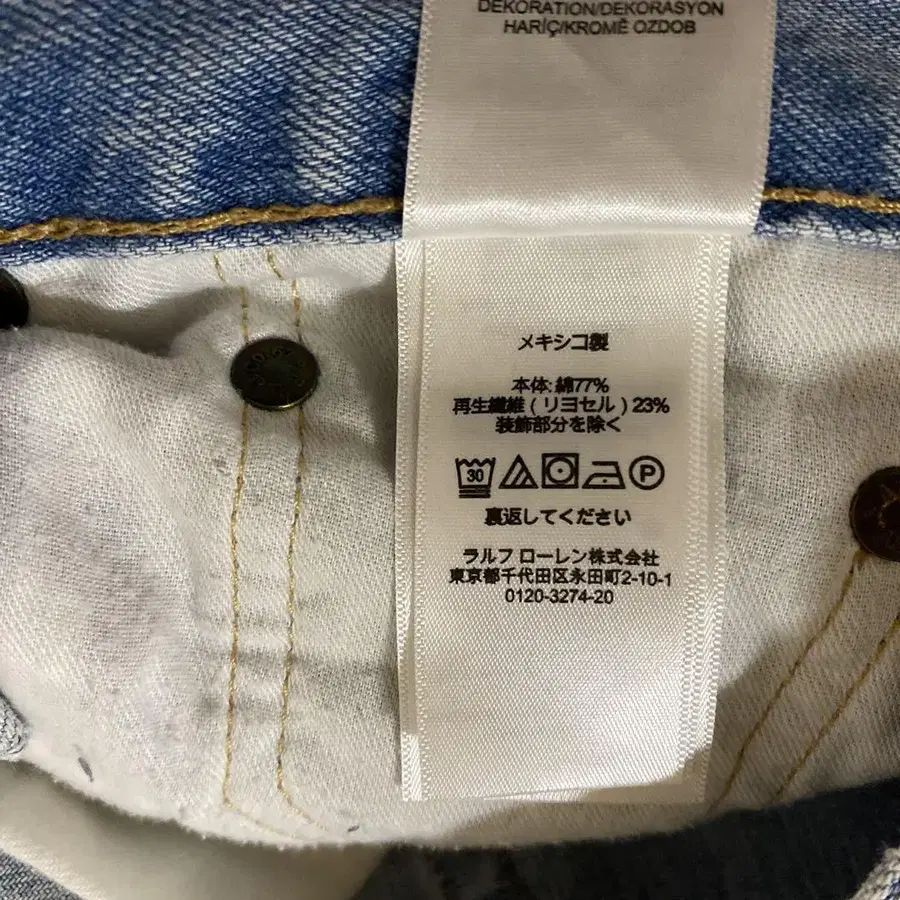 DEKORATION/DEKORASYON
HARİÇ/KROMĚ OZDOB
メキシコ製
本体: 綿77%
再生繊維 ( リヨセル ) 23%
装飾部分を除く
30 P
裏返してください
ラルフ ローレン株式会社
東京都千代田区永田町2-10-1
0120-3274-20